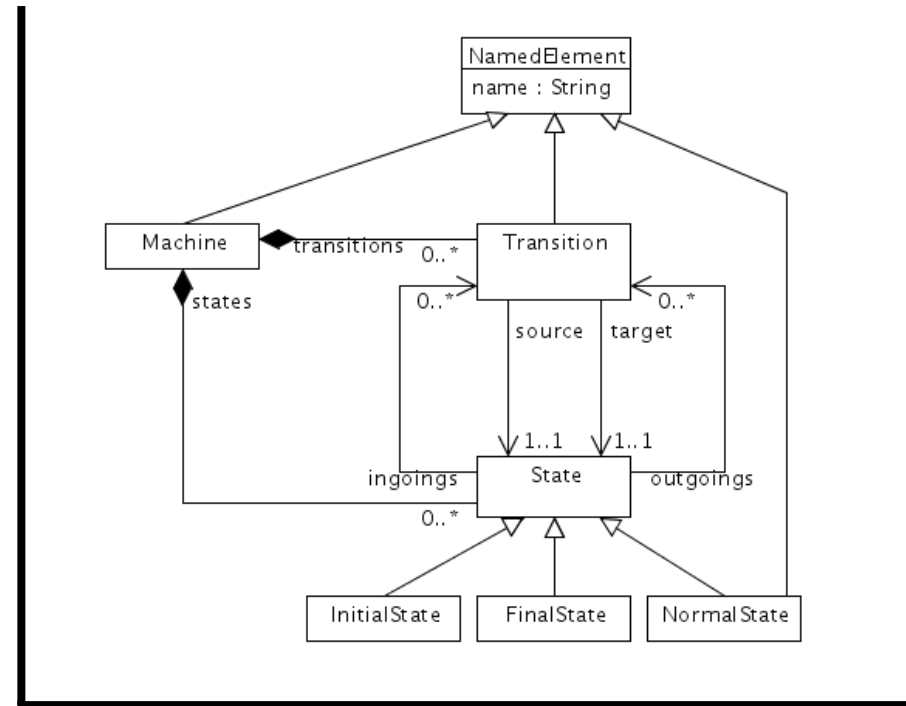 NamedElement
name : String
Machine
transitions
0..*
Transition
states
0..*
0..*
source
target
1..1
1..1
ingoings
State
outgoings
0..*
InitialState
FinalState
NormalState